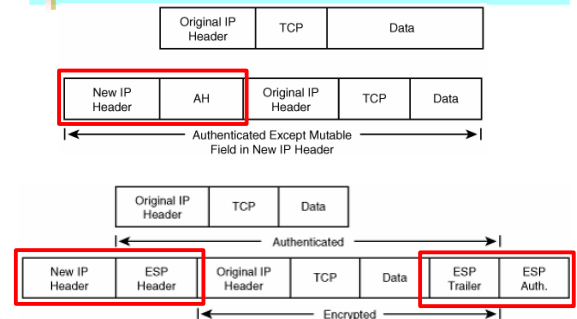 Original IP Header TCP Data
New IP Header AH Original IP Header TCP Data
Authenticated Except Mutable
Field in New IP Header
Original IP Header TCP Data
Authenticated
New IP Header ESP Header Original IP Header TCP Data ESP Trailer ESP Auth.
Encrypted